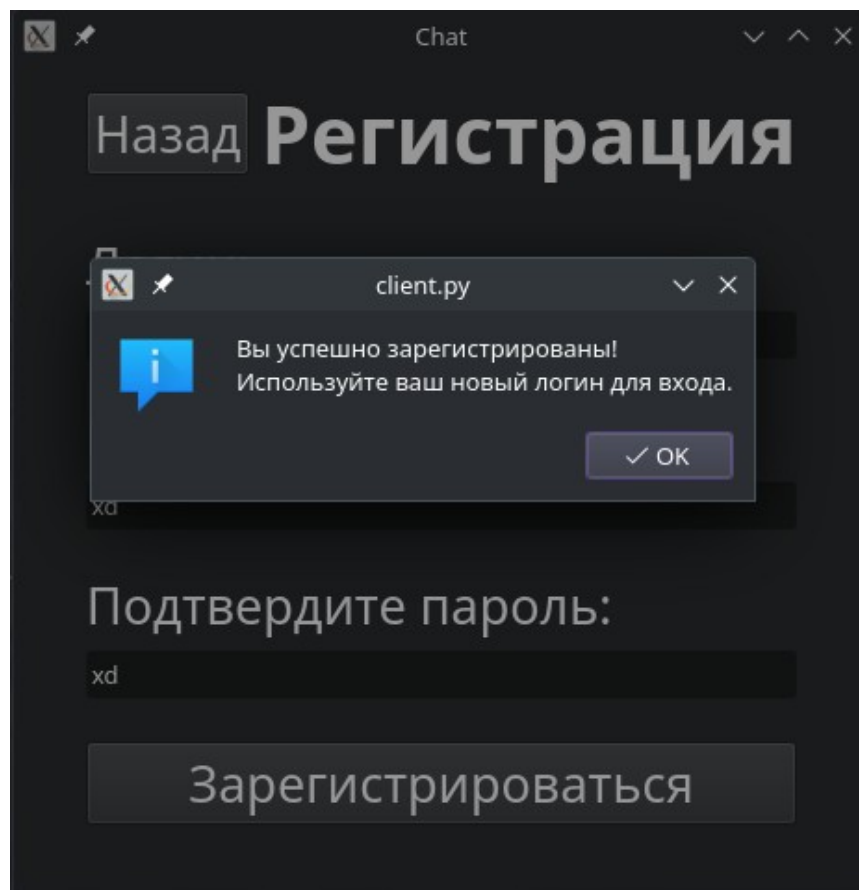 Chat
Назад Регистрация
client.py
Вы успешно зарегистрированы!
Используйте ваш новый логин для входа.
OK
xd
Подтвердите пароль:
xd
Зарегистрироваться